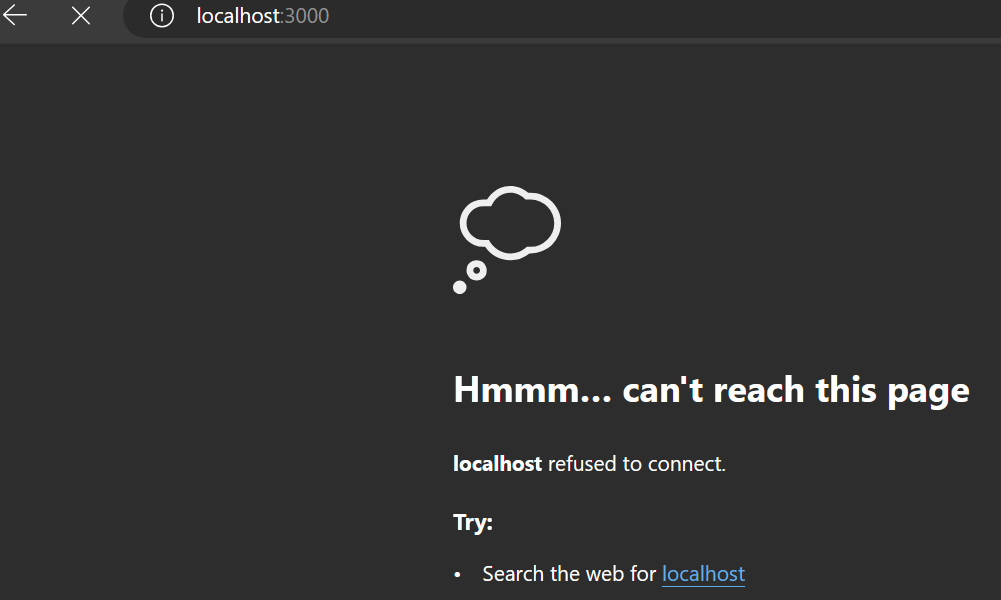 localhost:3000
Hmmm... can't reach this page
localhost refused to connect.
Try:
• Search the web for localhost